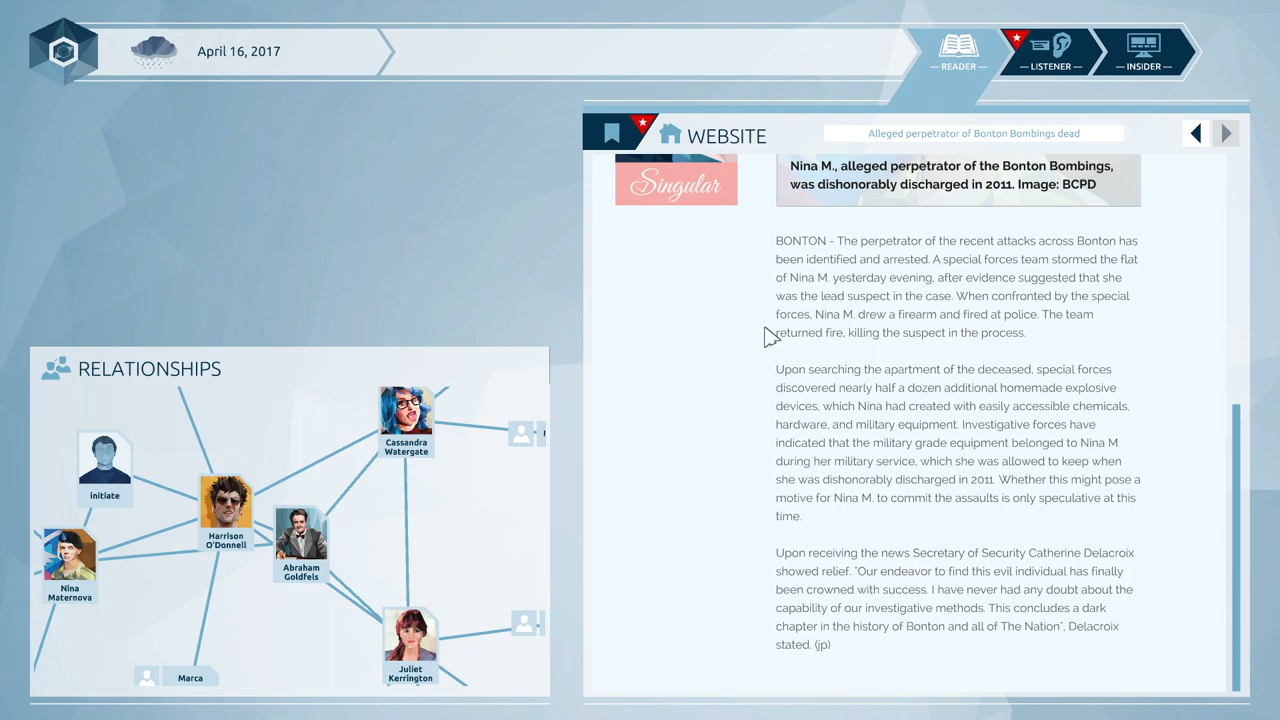 April 16, 2017
— READER —
— LISTENER —
— INSIDER —
WEBSITE
Alleged perpetrator of Bonton Bombings dead
Singular
Nina M., alleged perpetrator of the Bonton Bombings,
was dishonorably discharged in 2011. Image: BCPD
BONTON - The perpetrator of the recent attacks across Bonton has
been identified and arrested. A special forces team stormed the flat
of Nina M. yesterday evening, after evidence suggested that she
was the lead suspect in the case. When confronted by the special
forces, Nina M. drew a firearm and fired at police. The team
returned fire, killing the suspect in the process.
Upon searching the apartment of the deceased, special forces
discovered nearly half a dozen additional homemade explosive
devices, which Nina had created with easily accessible chemicals,
hardware, and military equipment. Investigative forces have
indicated that the military grade equipment belonged to Nina M.
during her military service, which she was allowed to keep when
she was dishonorably discharged in 2011. Whether this might pose a
motive for Nina M. to commit the assaults is only speculative at this
time.
Upon receiving the news Secretary of Security Catherine Delacroix
showed relief. "Our endeavor to find this evil individual has finally
been crowned with success. I have never had any doubt about the
capability of our investigative methods. This concludes a dark
chapter in the history of Bonton and all of The Nation", Delacroix
stated. (jp)
RELATIONSHIPS
Cassandra
Watergate
initiate
Harrison
O'Donnell
Abraham
Goldfels
Nina
Maternova
Juliet
Kerrington
Marca